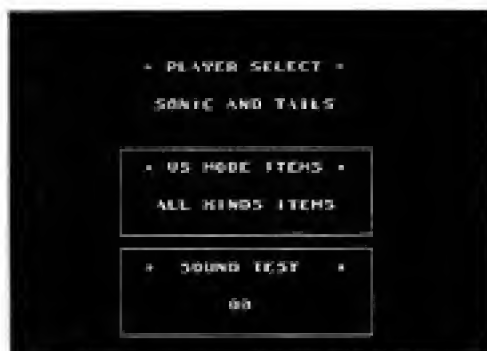 * PLAYER SELECT *
SONIC AND TAILS
* VS MODE ITEMS *
ALL KINDS ITEMS
* SOUND TEST *
00